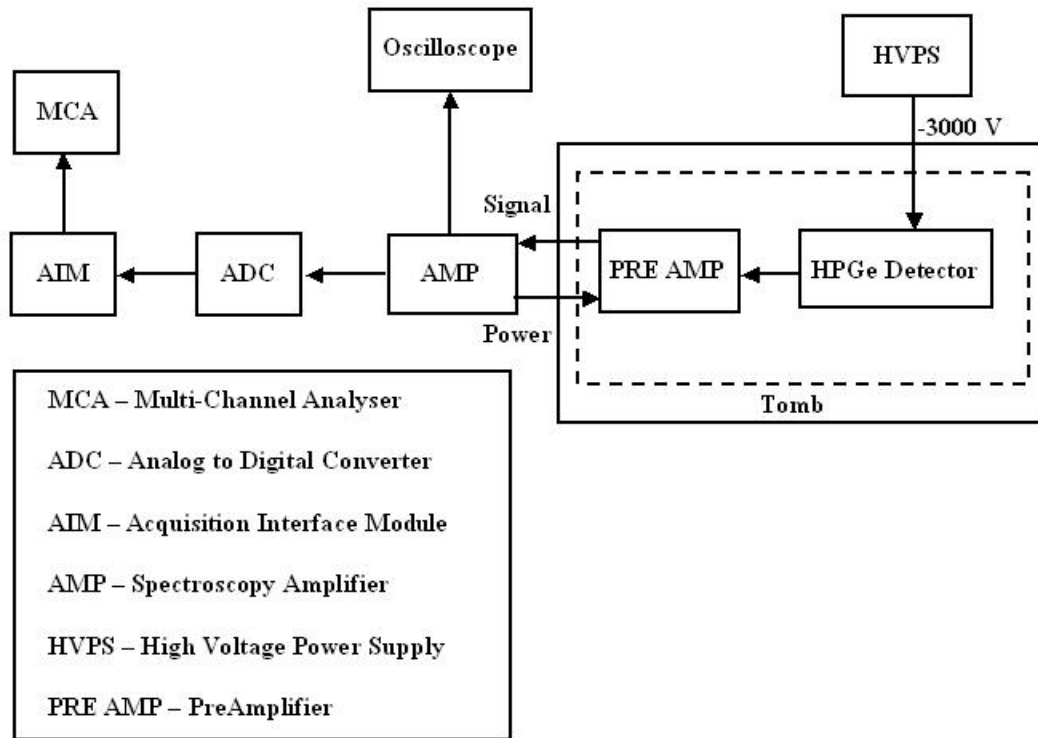 Oscilloscope
HVPS
MCA
-3000 V
Signal
AIM
ADC
AMP
PRE AMP
HPGe Detector
Power
Tomb
MCA – Multi-Channel Analyser
ADC – Analog to Digital Converter
AIM – Acquisition Interface Module
AMP – Spectroscopy Amplifier
HVPS – High Voltage Power Supply
PRE AMP – PreAmplifier